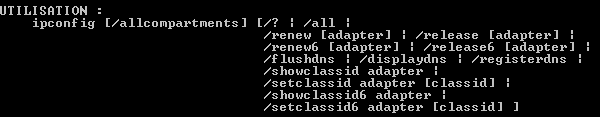 UTILISATION :
ipconfig [/allcompartments] [/? ¦ /all ¦
/renew [adapter] ¦ /release [adapter] ¦
/renew6 [adapter] ¦ /release6 [adapter] ¦
/flushdns ¦ /displaydns ¦ /registerdns ¦
/showclassid adapter ¦
/setclassid adapter [classid] ¦
/showclassid6 adapter ¦
/setclassid6 adapter [classid] ]